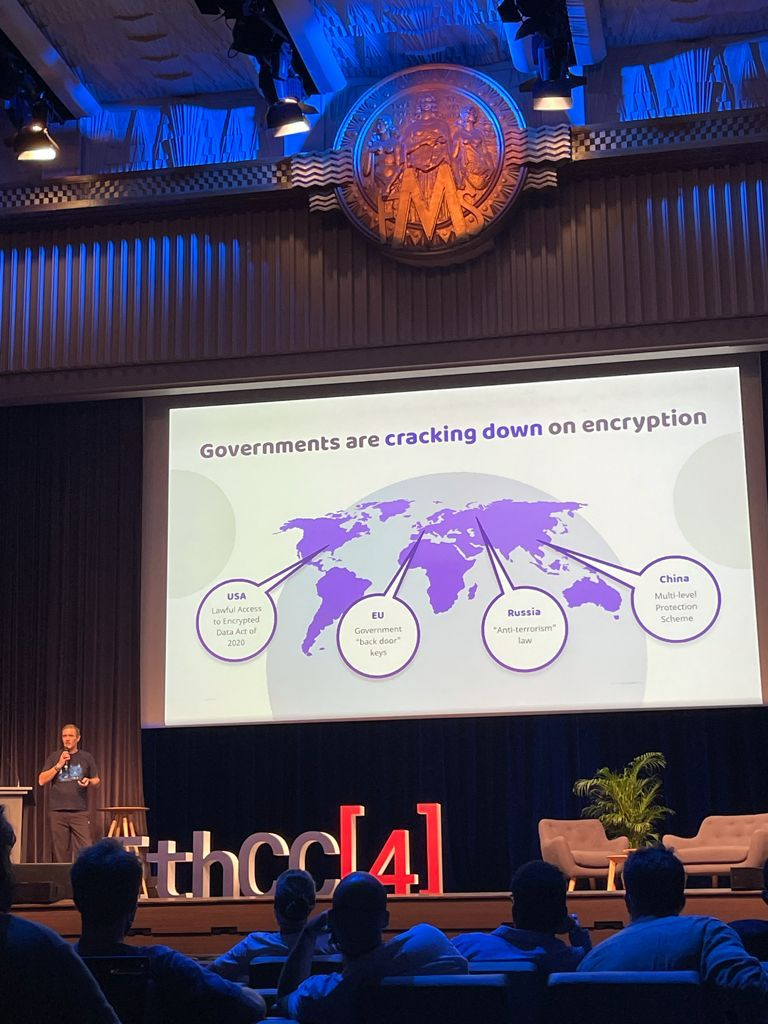 Governments are cracking down on encryption
USA
Lawful Access
to Encrypted
Data Act of
2020
EU
Government
"back door"
keys
Russia
"Anti-terrorism"
law
China
Multi-level
Protection
Scheme
EthCC[4]